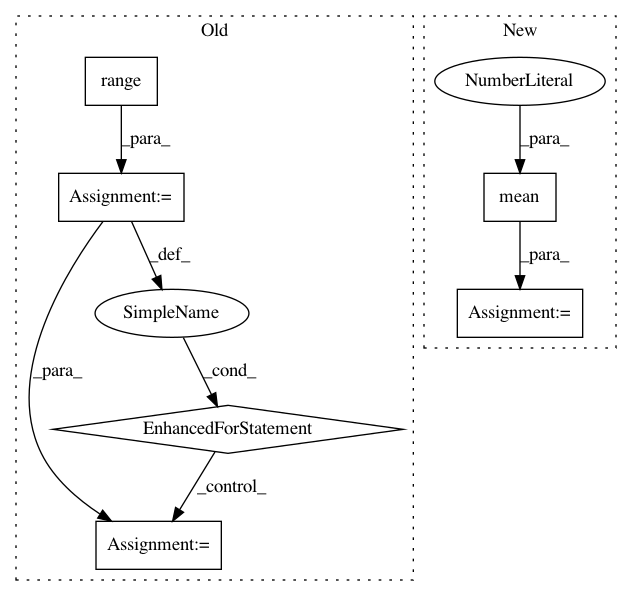 Old
New
range
NumberLiteral
_para_
_para_
Assignment:=
mean
_def_
_para_
SimpleName
Assignment:=
_para_
_cond_
EnhancedForStatement
_control_
Assignment:=